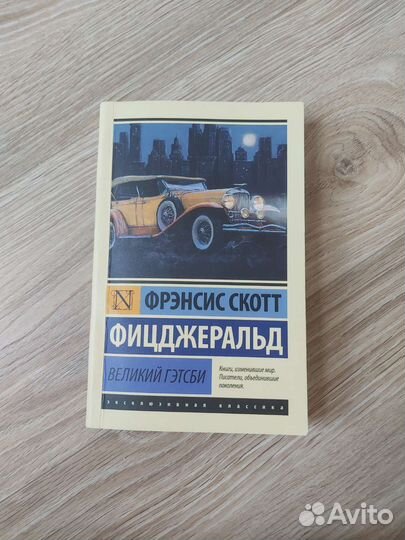 N
ФРЭНСИС СКОТТ
ФИЦДЖЕРАЛЬД
ВЕЛИКИЙ ГЭТСБИ
Книги, изменившие мир.
Писатели, объединившие
поколения.
ЭКСКЛЮЗИВНАЯ КЛАССИКА
Avito